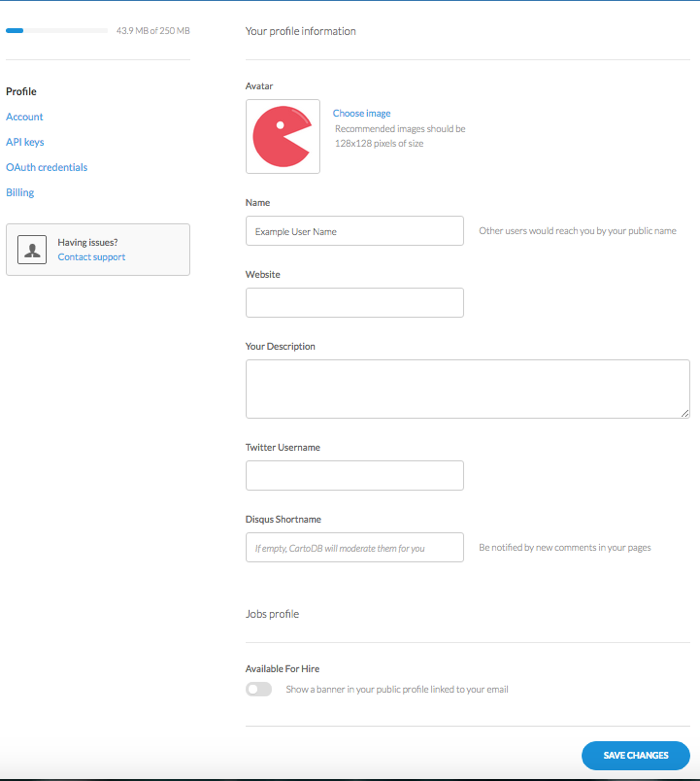 43.9 MB of 250 MB
Profile
Account
API keys
OAuth credentials
Billing
Having issues?
Contact support
Your profile information
Avatar
Choose image
Recommended images should be
128x128 pixels of size
Name
Example User Name
Other users would reach you by your public name
Website
Your Description
Twitter Username
Disqus Shortname
If empty, CartoDB will moderate them for you
Be notified by new comments in your pages
Jobs profile
Available For Hire
Show a banner in your public profile linked to your email
SAVE CHANGES